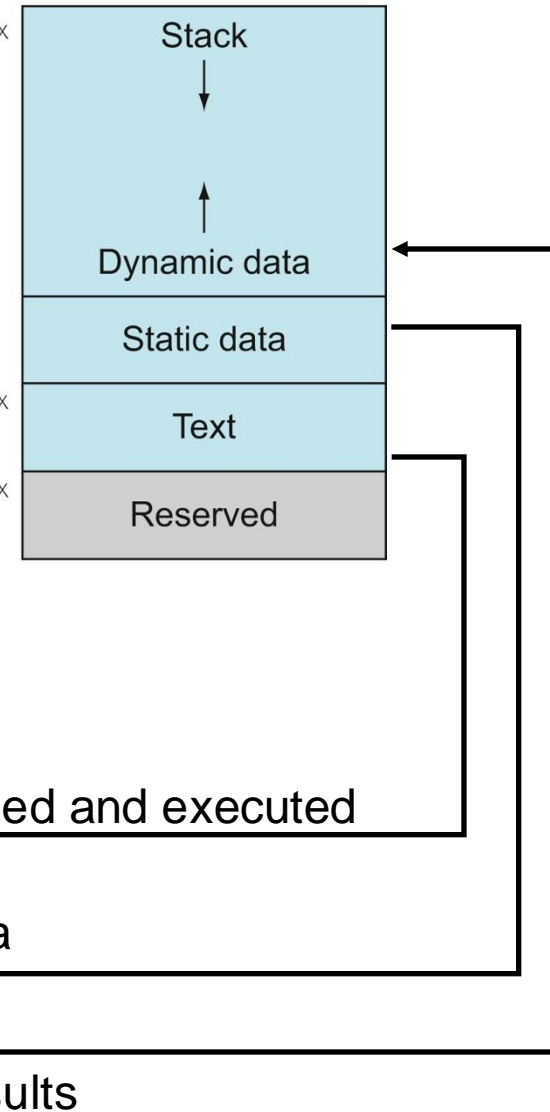 x
Stack
Dynamic data
Static data
x
Text
x
Reserved
ed and executed
a
ults